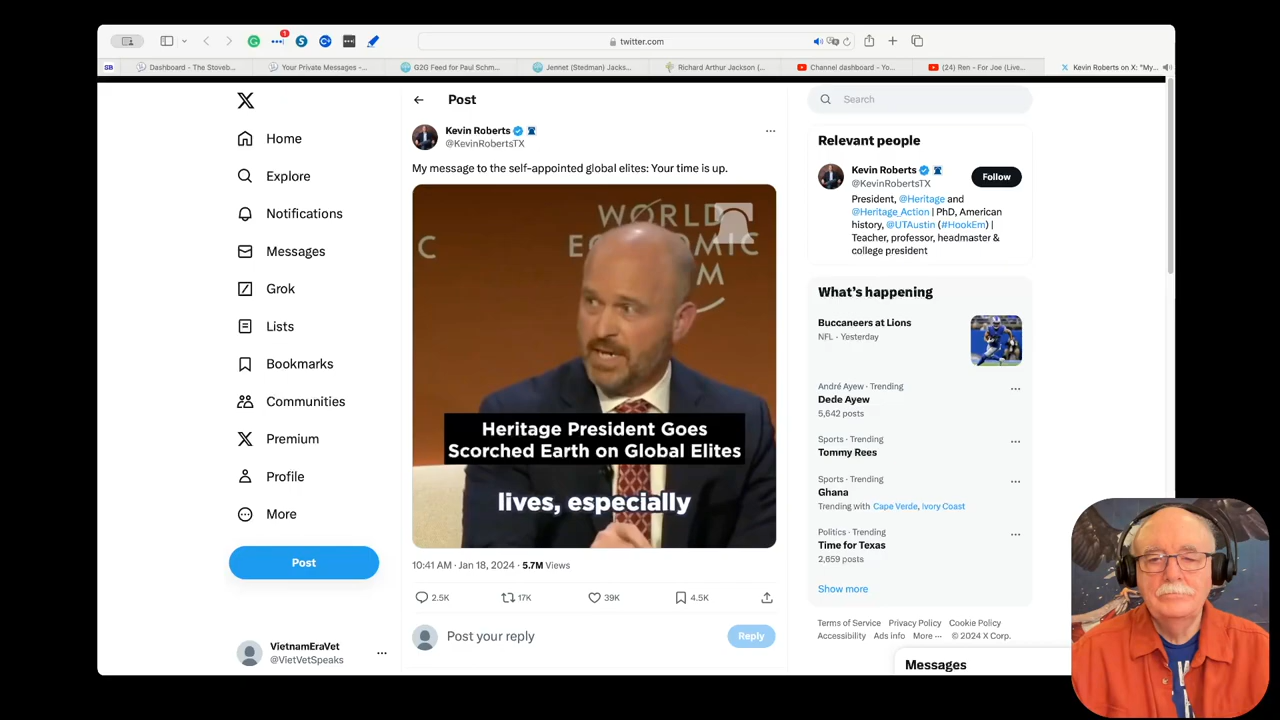 1
twitter.com
SB
Dashboard - The Stoveb...
Your Private Messages -...
G2G Feed for Paul Schm...
Jennet (Stedman) Jacks...
Richard Arthur Jackson (...
Channel dashboard - Yo...
(24) Ren - For Joe (Live...
Kevin Roberts on X: "My...
Home
Explore
Notifications
Messages
Grok
Lists
Bookmarks
Communities
Premium
Profile
More
Post
VietnamEraVet
@VietVetSpeaks
Post
Kevin Roberts
@KevinRobertsTX
My message to the self-appointed global elites: Your time is up.
WORLD
ECONOMIC
C
Heritage President Goes
Scorched Earth on Global Elites
lives, especially
10:41 AM · Jan 18, 2024 · 5.7M Views
2.5K 17K 39K 4.5K
Post your reply
Reply
Search
Relevant people
Kevin Roberts
@KevinRobertsTX
Follow
President, @Heritage and
@Heritage_Action | PhD, American
history, @UTAustin (#HookEm) |
Teacher, professor, headmaster &
college president
What's happening
Buccaneers at Lions
NFL · Yesterday
André Ayew · Trending
Dede Ayew
5,642 posts
Sports · Trending
Tommy Rees
Sports · Trending
Ghana
Trending with Cape Verde, Ivory Coast
Politics · Trending
Time for Texas
2,659 posts
Show more
Terms of Service Privacy Policy Cookie Policy
Accessibility Ads info More ··· © 2024 X Corp.
Messages